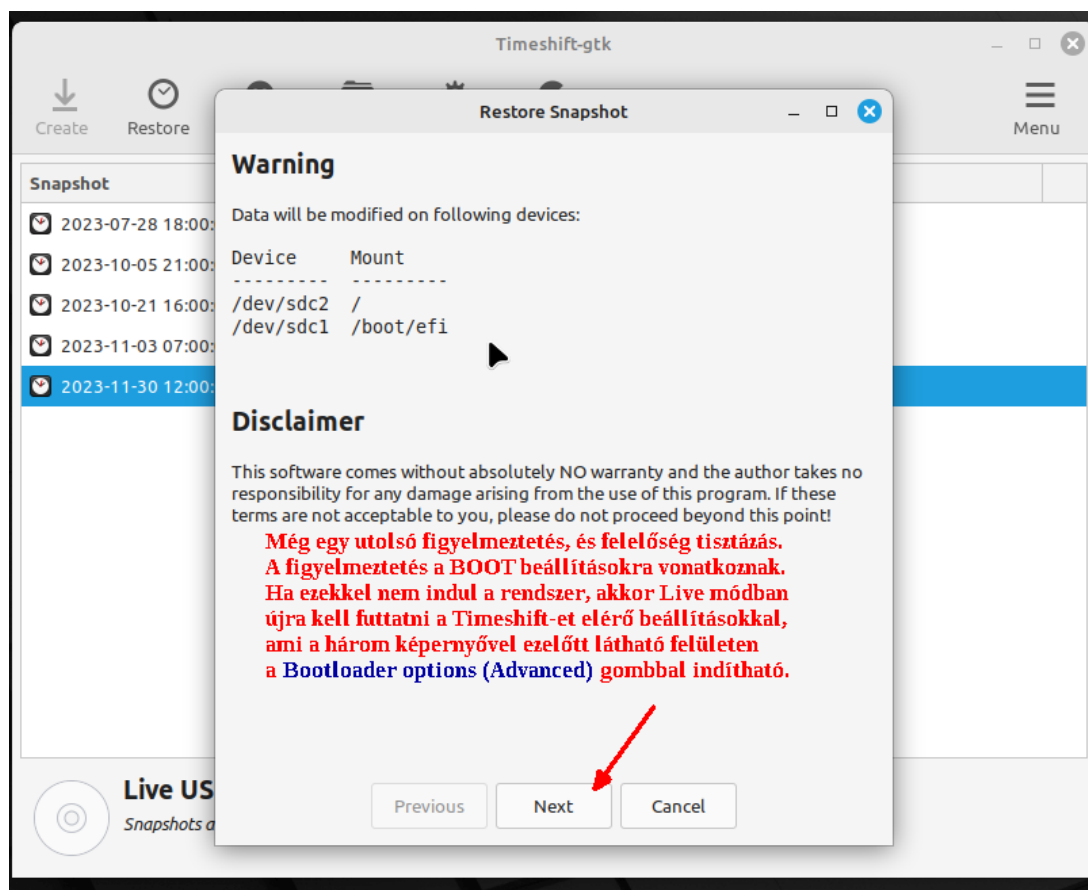 Timeshift-gtk
Create
Restore
Menu
Restore Snapshot
Snapshot
2023-07-28 18:00:
2023-10-05 21:00:
2023-10-21 16:00:
2023-11-03 07:00:
2023-11-30 12:00:
Warning
Data will be modified on following devices:
Device Mount
--------- ---------
/dev/sdc2 /
/dev/sdc1 /boot/efi
Disclaimer
This software comes without absolutely NO warranty and the author takes no
responsibility for any damage arising from the use of this program. If these
terms are not acceptable to you, please do not proceed beyond this point!
Még egy utolsó figyelmeztetés, és felelőség tisztázás.
A figyelmeztetés a BOOT beállításokra vonatkoznak.
Ha ezekkel nem indul a rendszer, akkor Live módban
újra kell futtatni a Timeshift-et elérő beállításokkal,
ami a három képernyővel ezelőtt látható felületen
a Bootloader options (Advanced) gombbal indítható.
Previous
Next
Cancel
Live US
Snapshots a